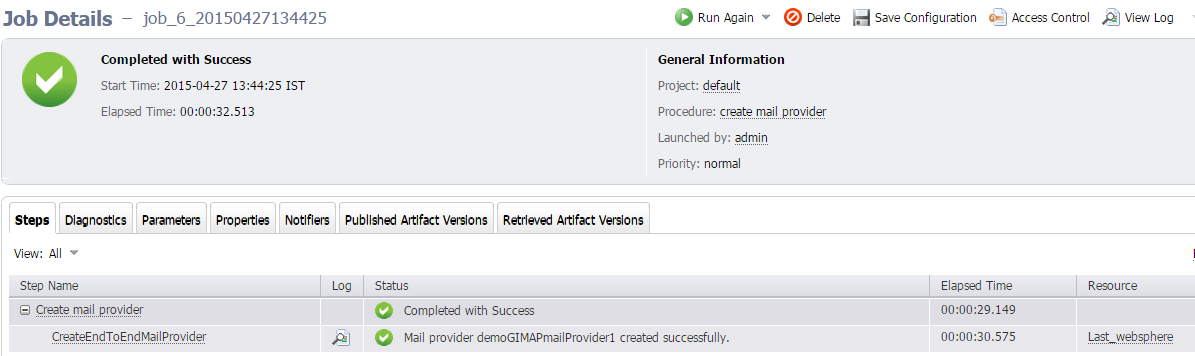 Job Details – job_6_20150427134425
Run Again Delete Save Configuration Access Control View Log
Completed with Success
Start Time: 2015-04-27 13:44:25 IST
Elapsed Time: 00:00:32.513
General Information
Project: default
Procedure: create mail provider
Launched by: admin
Priority: normal
Steps Diagnostics Parameters Properties Notifiers Published Artifact Versions Retrieved Artifact Versions
View: All
Step Name Log Status Elapsed Time Resource
Create mail provider Completed with Success 00:00:29.149
CreateEndToEndMailProvider Mail provider demoGIMAPmailProvider1 created successfully. 00:00:30.575 Last_websphere